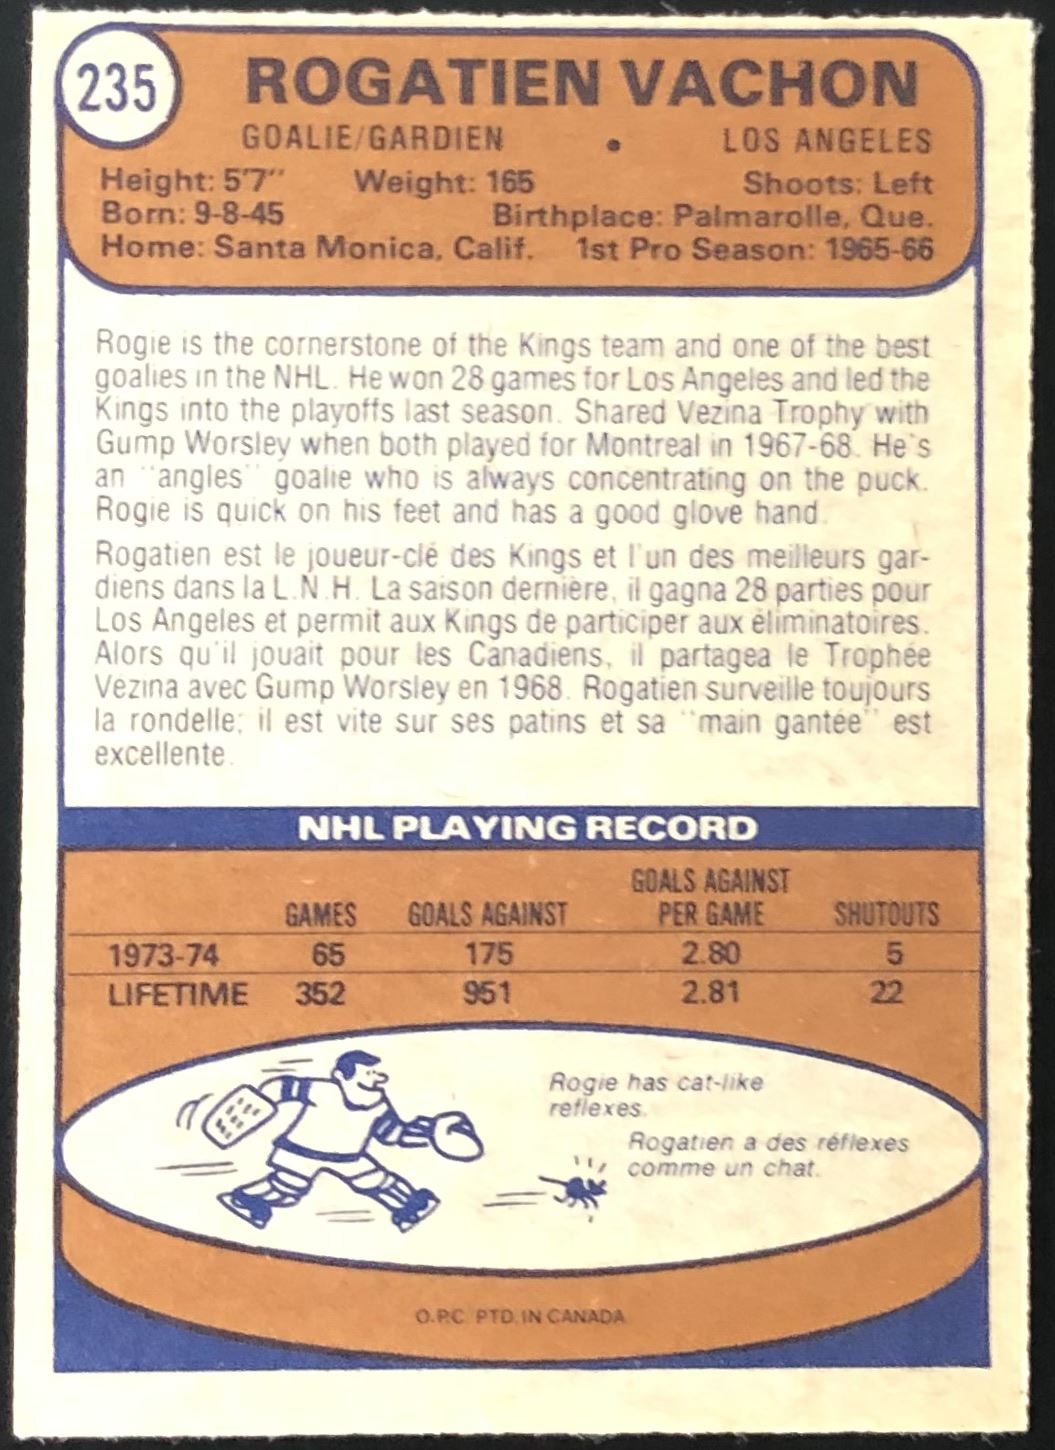 235
ROGATIEN VACHON
GOALIE/GARDIEN • LOS ANGELES
Height: 5'7" Weight: 165 Shoots: Left
Born: 9-8-45 Birthplace: Palmarolle, Que.
Home: Santa Monica, Calif. 1st Pro Season: 1965-66
Rogie is the cornerstone of the Kings team and one of the best
goalies in the NHL. He won 28 games for Los Angeles and led the
Kings into the playoffs last season. Shared Vezina Trophy with
Gump Worsley when both played for Montreal in 1967-68. He's
an "angles" goalie who is always concentrating on the puck.
Rogie is quick on his feet and has a good glove hand.
Rogatien est le joueur-clé des Kings et l'un des meilleurs gar-
diens dans la L.N.H. La saison dernière, il gagna 28 parties pour
Los Angeles et permit aux Kings de participer aux éliminatoires.
Alors qu'il jouait pour les Canadiens, il partagea le Trophée
Vezina avec Gump Worsley en 1968. Rogatien surveille toujours
la rondelle; il est vite sur ses patins et sa "main gantée" est
excellente.
NHL PLAYING RECORD
GAMES GOALS AGAINST GOALS AGAINST PER GAME SHUTOUTS
1973-74 65 175 2.80 5
LIFETIME 352 951 2.81 22
Rogie has cat-like
reflexes.
Rogatien a des réflexes
comme un chat.
O.P.C. PTD. IN CANADA